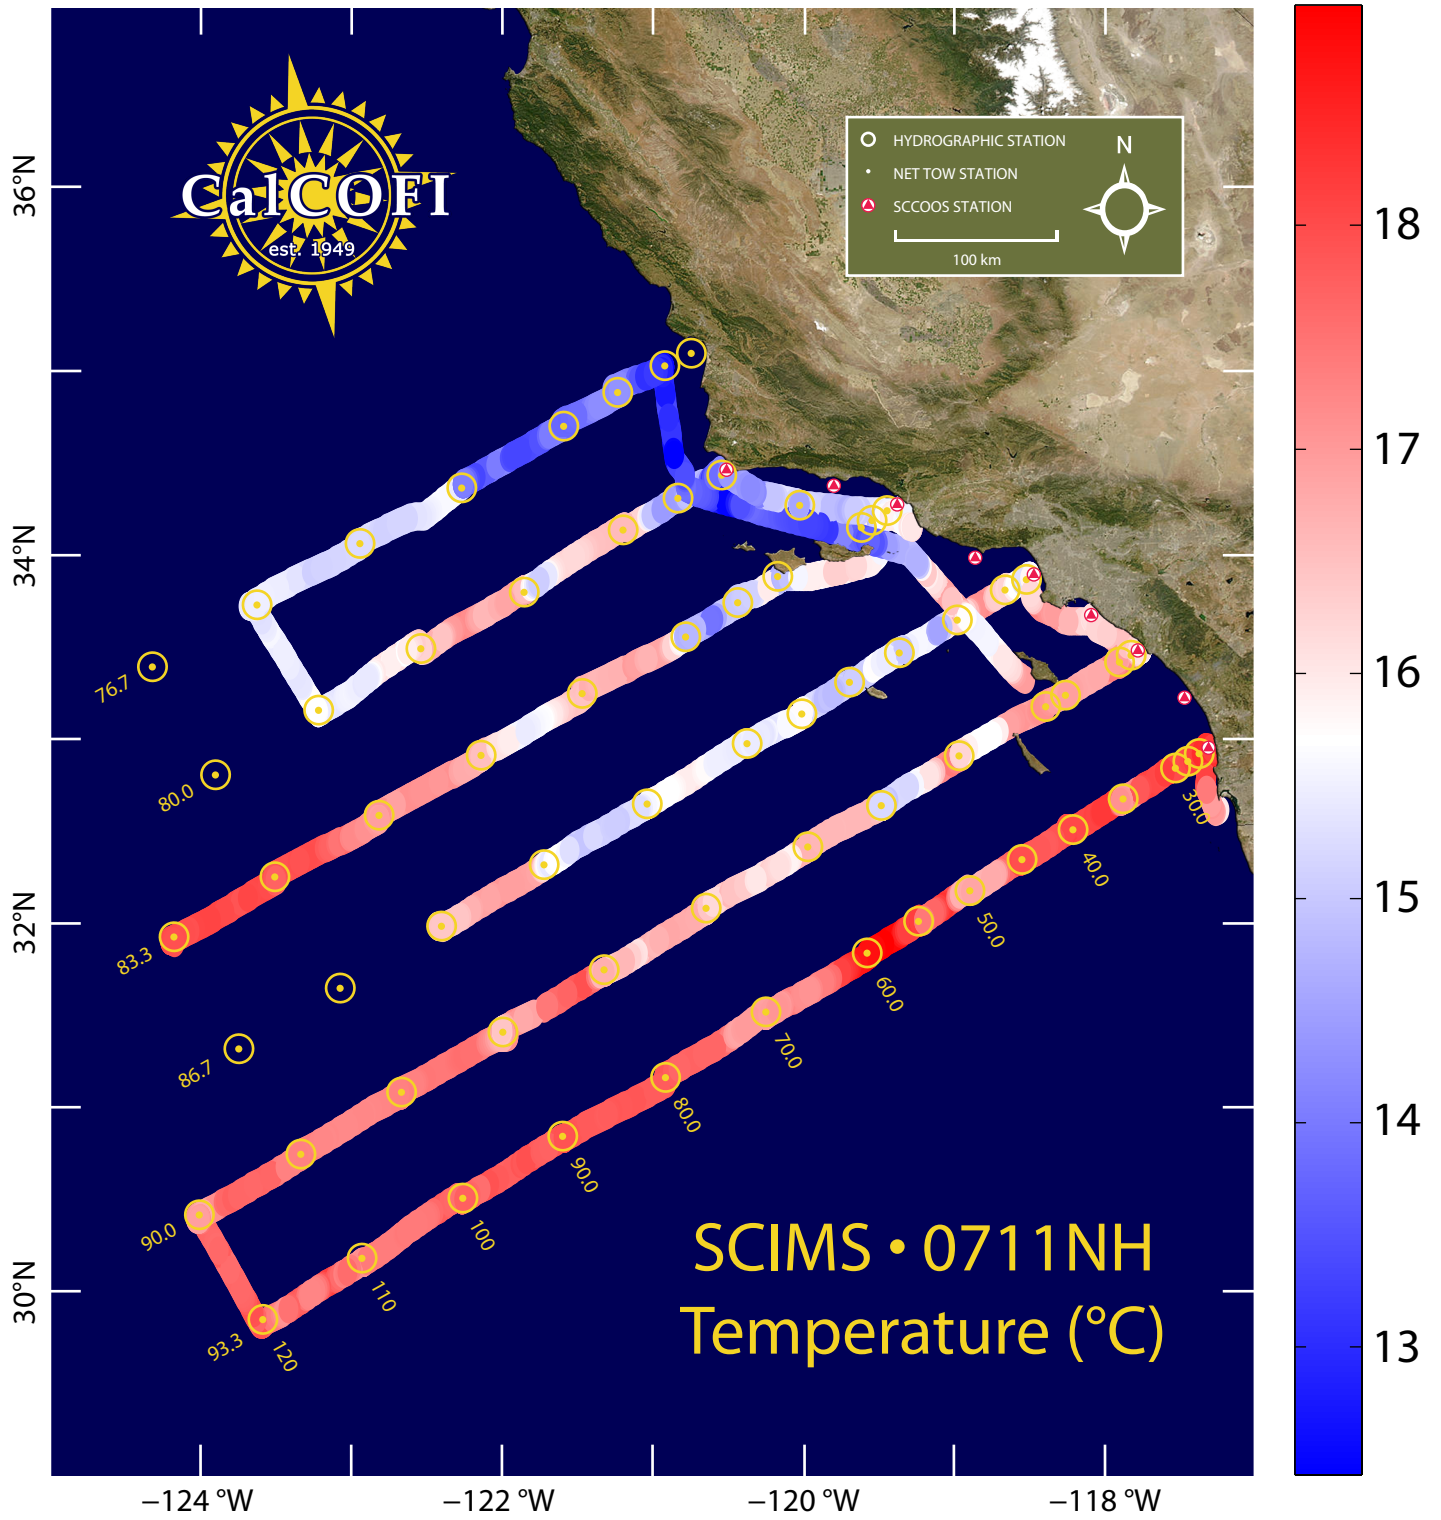 CalCOFI
est. 1949
HYDROGRAPHIC STATION
NET TOW STATION
SCCOOS STATION
100 km
N
36°N
34°N
32°N
30°N
−124 °W
−122 °W
−120 °W
−118 °W
76.7
80.0
83.3
86.7
90.0
93.3
30.0
40.0
50.0
60.0
70.0
80.0
90.0
100
110
120
SCIMS • 0711NH
Temperature (°C)
18
17
16
15
14
13